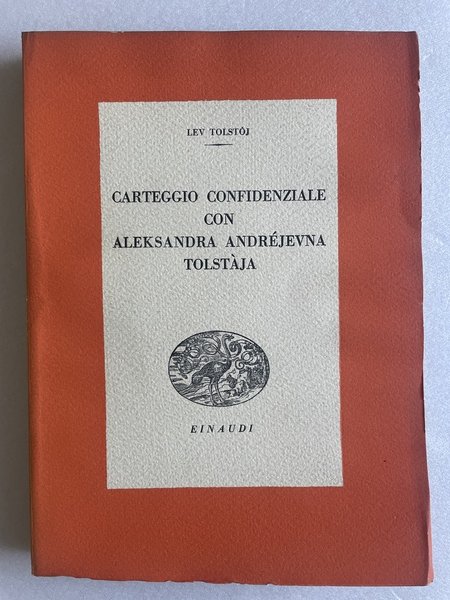 LEV TOLSTÒJ
CARTEGGIO CONFIDENZIALE
CON
ALEKSANDRA ANDRÉJEVNA
TOLSTÀJA
EINAUDI